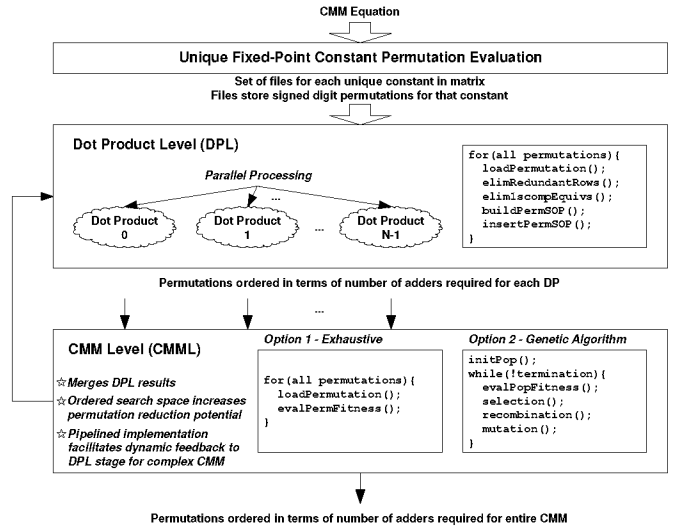 CMM Equation
Unique Fixed-Point Constant Permutation Evaluation
Set of files for each unique constant in matrix
Files store signed digit permutations for that constant
Dot Product Level (DPL)
Parallel Processing
...
Dot Product
0
Dot Product
1
...
Dot Product
N-1
for(all permutations){
loadPermutation();
elimRedundantRows();
elim1scompEquivs();
buildPermSOP();
insertPermSOP();
}
Permutations ordered in terms of number of adders required for each DP
...
CMM Level (CMML)
☆Merges DPL results
☆Ordered search space increases
permutation reduction potential
☆Pipelined implementation
facilitates dynamic feedback to
DPL stage for complex CMM
Option 1 - Exhaustive
for(all permutations){
loadPermutation();
evalPermFitness();
}
Option 2 - Genetic Algorithm
initPop();
while(!termination){
evalPopFitness();
selection();
recombination();
mutation();
}
Permutations ordered in terms of number of adders required for entire CMM